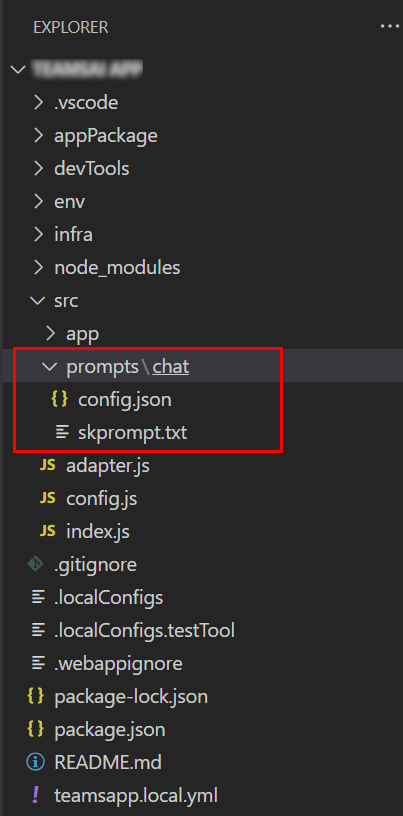 EXPLORER
.vscode
appPackage
devTools
env
infra
node_modules
src
app
prompts\chat
{} config.json
skprompt.txt
JS adapter.js
JS config.js
JS index.js
.gitignore
.localConfigs
.localConfigs.testTool
.webappignore
{} package-lock.json
{} package.json
README.md
! teamsapp.local.yml